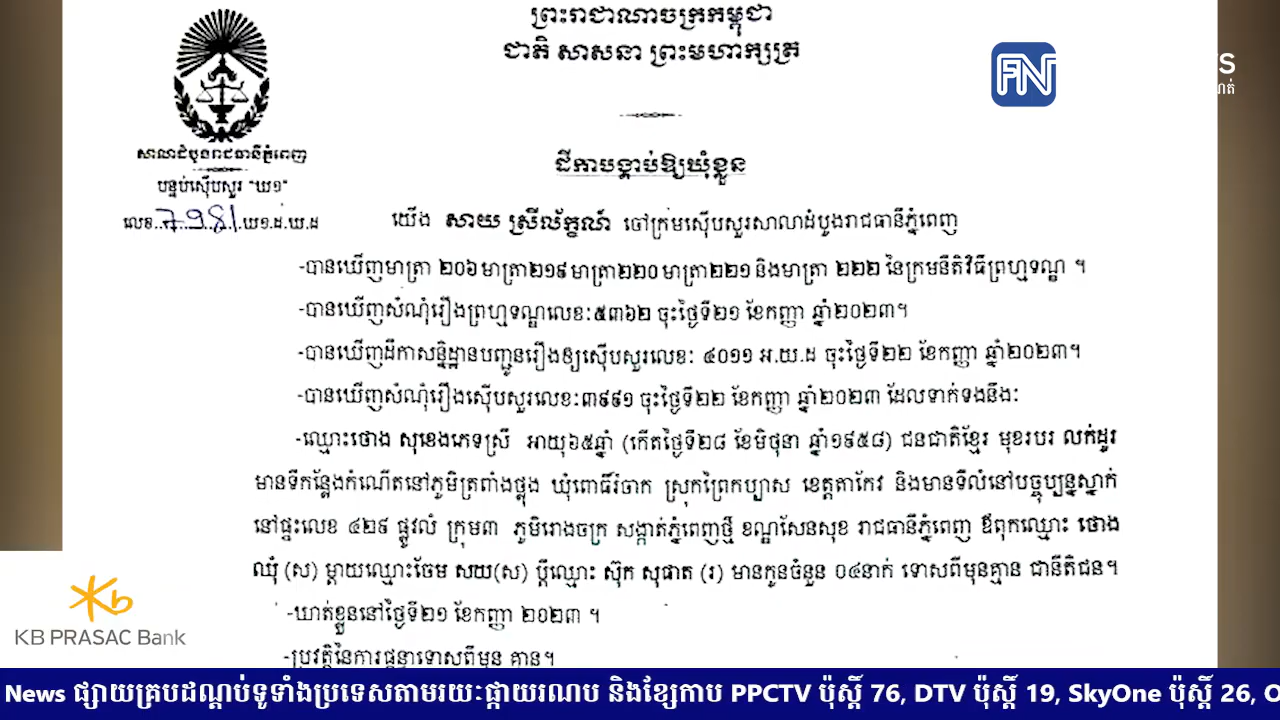 ព្រះរាជាណាចក្រកម្ពុជា
ជាតិ សាសនា ព្រះមហាក្សត្រ
FN
សាលាដំបូងរាជធានីភ្នំពេញ
បន្ទប់ស៊ើបសួរ "ឃ១"
លេខ..7981.ឃ១.ដ.ឃ.ដ
ដីកាបង្គាប់ឱ្យឃុំខ្លួន
យើង សាយ ស្រីល័ក្ខណ៍ ចៅក្រមស៊ើបសួរសាលាដំបូងរាជធានីភ្នំពេញ
-បានឃើញមាត្រា ២០៦ មាត្រា២១៩ មាត្រា២២០ មាត្រា២២១ និងមាត្រា ២២២ នៃក្រមនីតិវិធីព្រហ្មទណ្ឌ ។
-បានឃើញសំណុំរឿងព្រហ្មទណ្ឌលេខៈ៥៣៦២ ចុះថ្ងៃទី២១ ខែកញ្ញា ឆ្នាំ២០២៣។
-បានឃើញដីកាសន្និដ្ឋានបញ្ជូនរឿងឲ្យស៊ើបសួរលេខៈ ៤០១១ អ.យ.ដ ចុះថ្ងៃទី២២ ខែកញ្ញា ឆ្នាំ២០២៣។
-បានឃើញសំណុំរឿងស៊ើបសួរលេខៈ៣៩៩១ ចុះថ្ងៃទី២២ ខែកញ្ញា ឆ្នាំ២០២៣ ដែលទាក់ទងនឹងៈ
-ឈ្មោះថោង សុខេងភេទស្រី អាយុ៦៥ឆ្នាំ (កើតថ្ងៃទី២៨ ខែមិថុនា ឆ្នាំ១៩៥៨) ជនជាតិខ្មែរ មុខរបរ លក់ដូរ
មានទីកន្លែងកំណើតនៅភូមិត្រពាំងថ្លុង ឃុំពោធិ៍រំចាក ស្រុកព្រៃកប្បាស ខេត្តតាកែវ និងមានទីលំនៅបច្ចុប្បន្នស្នាក់
នៅផ្ទះលេខ ៤២៩ ផ្លូវលំ ក្រុម៣ ភូមិរោងចក្រ សង្កាត់ភ្នំពេញថ្មី ខណ្ឌសែនសុខ រាជធានីភ្នំពេញ ឪពុកឈ្មោះ ថោង
ឈុំ (ស) ម្តាយឈ្មោះចែម សយ(ស) ប្តីឈ្មោះ ស៊ុក សុផាត (រ) មានកូនចំនួន ០៤នាក់ ទោសពីមុនគ្មាន ជានីតិជន។
-ឃាត់ខ្លួននៅថ្ងៃទី២១ ខែកញ្ញា ២០២៣ ។
-ប្រវត្តិនៃការផ្តន្ទាទោសពីមុន គ្មាន។
KB PRASAC Bank
News ផ្សាយគ្របដណ្តប់ទូទាំងប្រទេសតាមរយៈផ្កាយរណប និងខ្សែកាប PPCTV ប៉ុស្តិ៍ 76, DTV ប៉ុស្តិ៍ 19, SkyOne ប៉ុស្តិ៍ 26, O